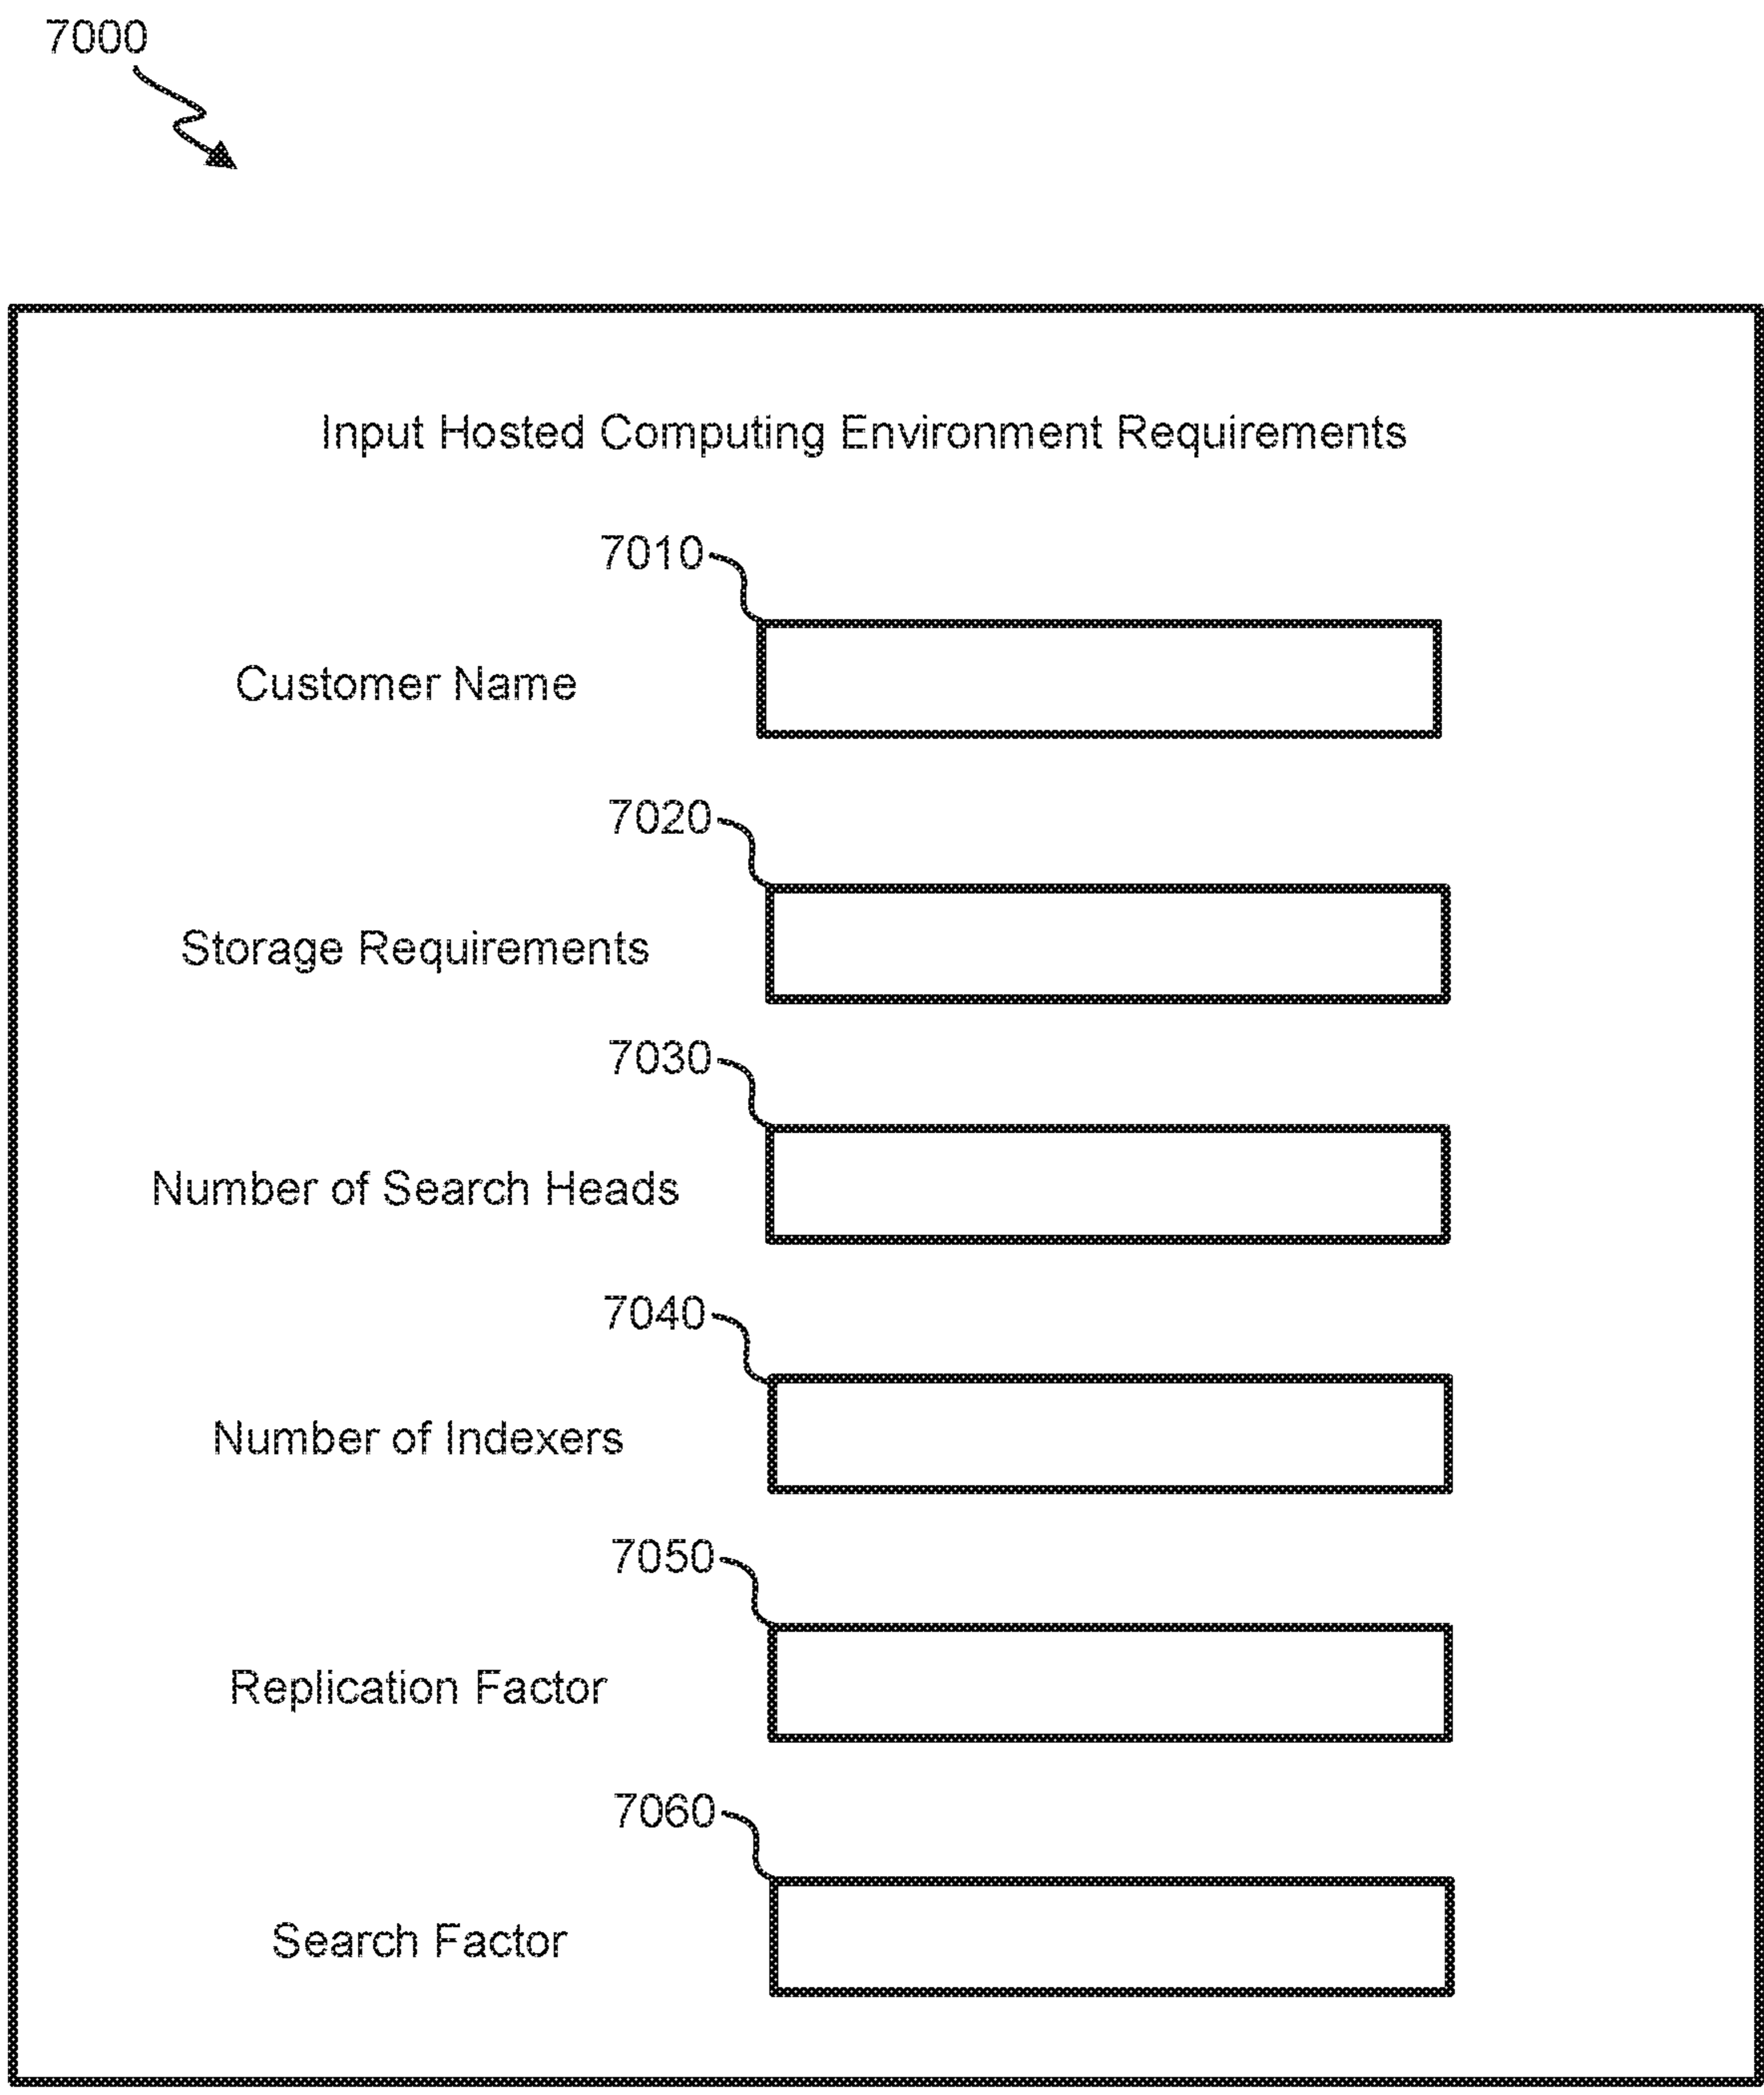 7000
Input Hosted Computing Environment Requirements
7010
Customer Name
7020
Storage Requirements
7030
Number of Search Heads
7040
Number of Indexers
7050
Replication Factor
7060
Search Factor